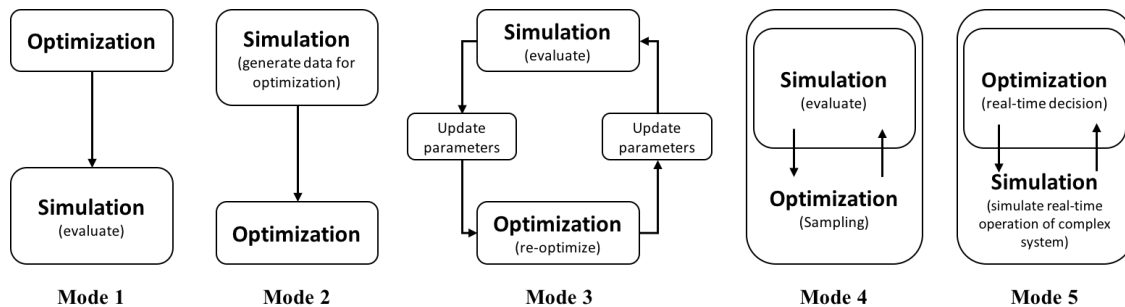 Optimization
Simulation
(evaluate)
Mode 1
Simulation
(generate data for
optimization)
Optimization
Mode 2
Simulation
(evaluate)
Update
parameters
Update
parameters
Optimization
(re-optimize)
Mode 3
Simulation
(evaluate)
Optimization
(Sampling)
Mode 4
Optimization
(real-time decision)
Simulation
(simulate real-time
operation of complex
system)
Mode 5